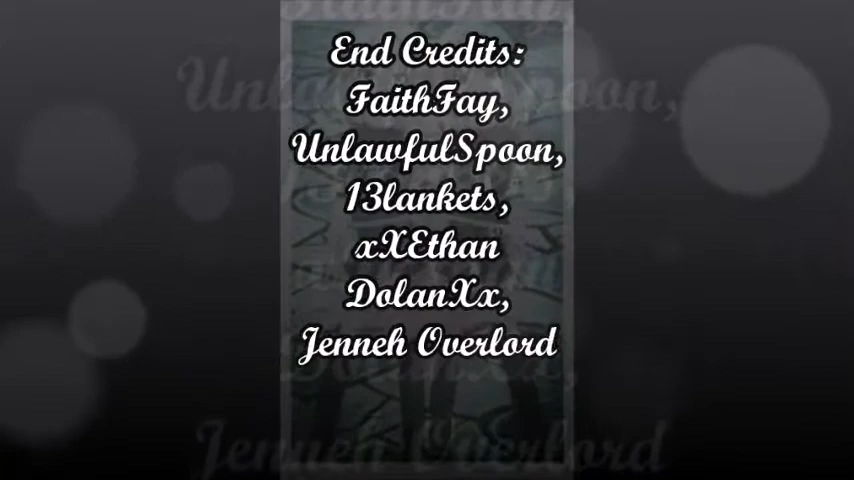 End Credits:
FaithFay,
UnlawfulSpoon,
13lankets,
xXEthan
DolanXx,
Jenneh Overlord